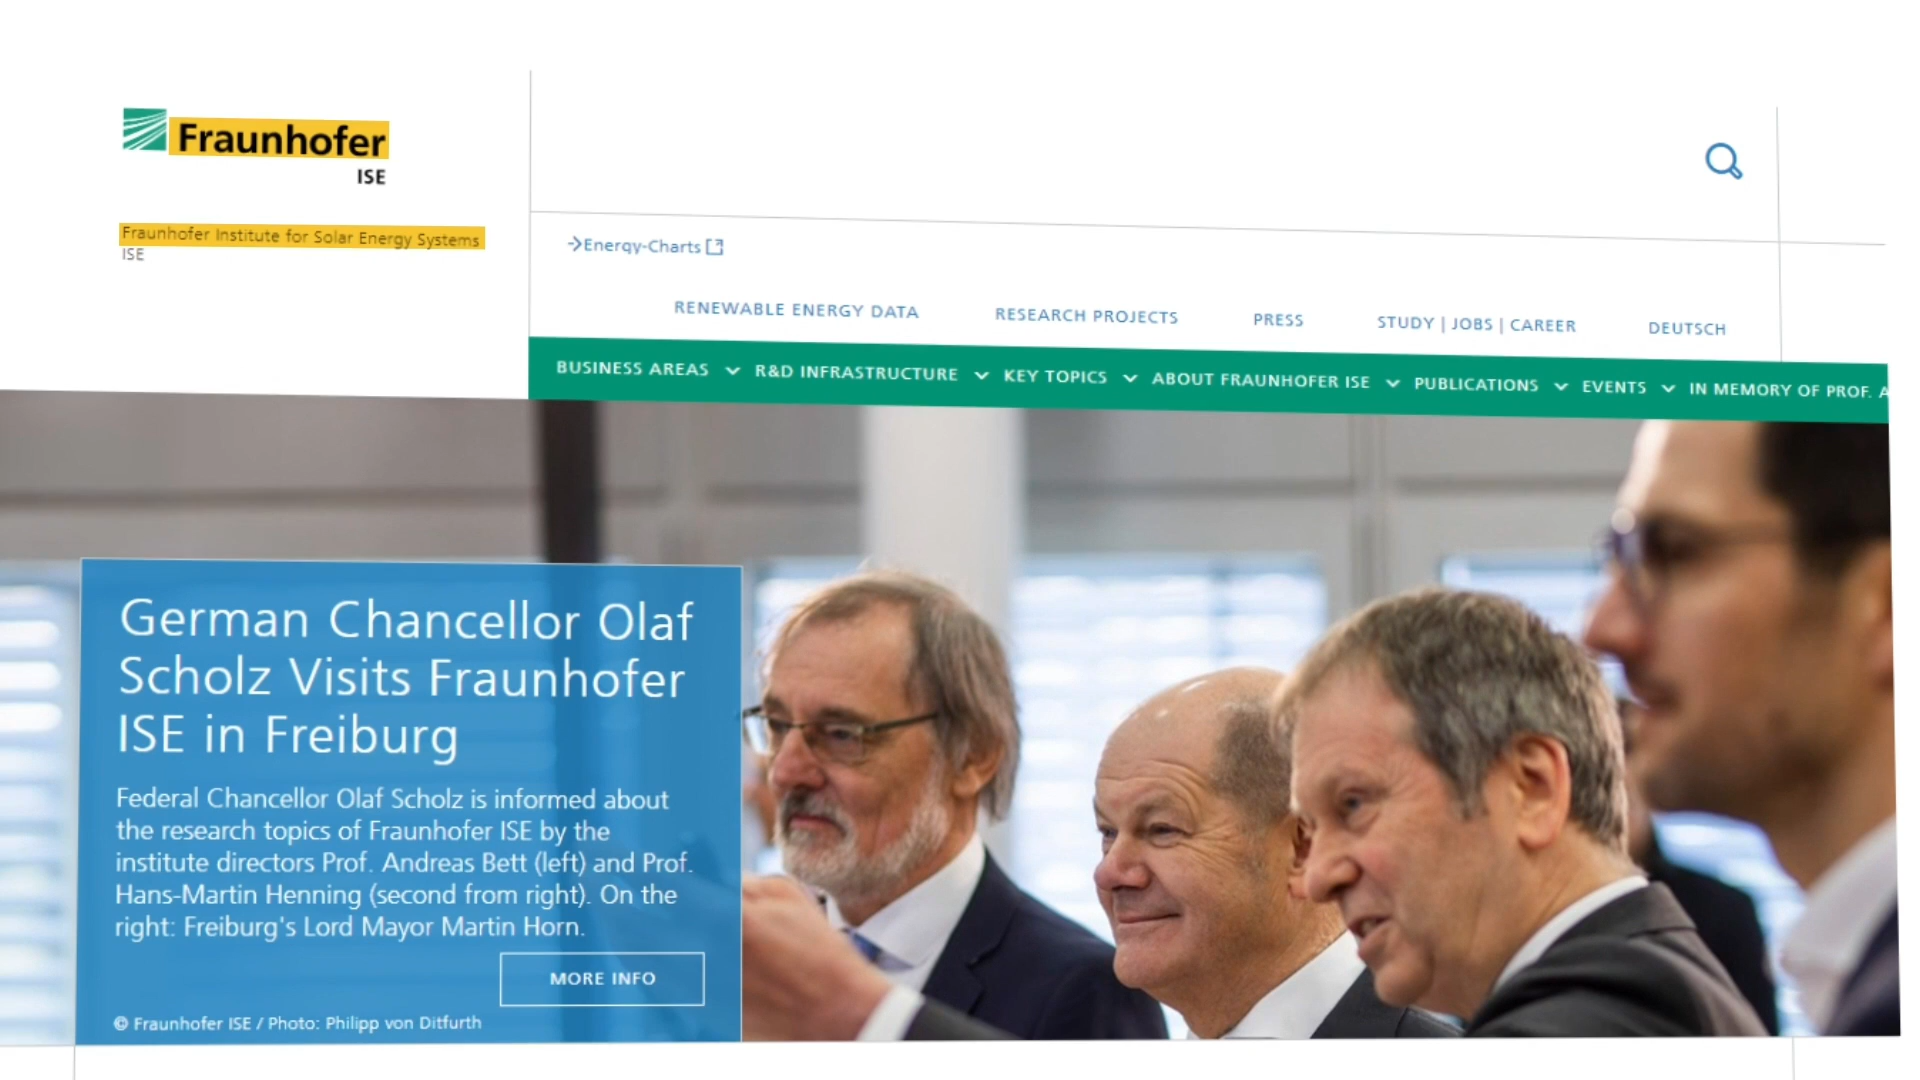 Fraunhofer
ISE
Fraunhofer Institute for Solar Energy Systems
ISE
Energy-Charts
RENEWABLE ENERGY DATA RESEARCH PROJECTS PRESS STUDY | JOBS | CAREER DEUTSCH
BUSINESS AREAS R&D INFRASTRUCTURE KEY TOPICS ABOUT FRAUNHOFER ISE PUBLICATIONS EVENTS IN MEMORY OF PROF. A
German Chancellor Olaf
Scholz Visits Fraunhofer
ISE in Freiburg
Federal Chancellor Olaf Scholz is informed about
the research topics of Fraunhofer ISE by the
institute directors Prof. Andreas Bett (left) and Prof.
Hans-Martin Henning (second from right). On the
right: Freiburg's Lord Mayor Martin Horn.
MORE INFO
© Fraunhofer ISE / Photo: Philipp von Ditfurth